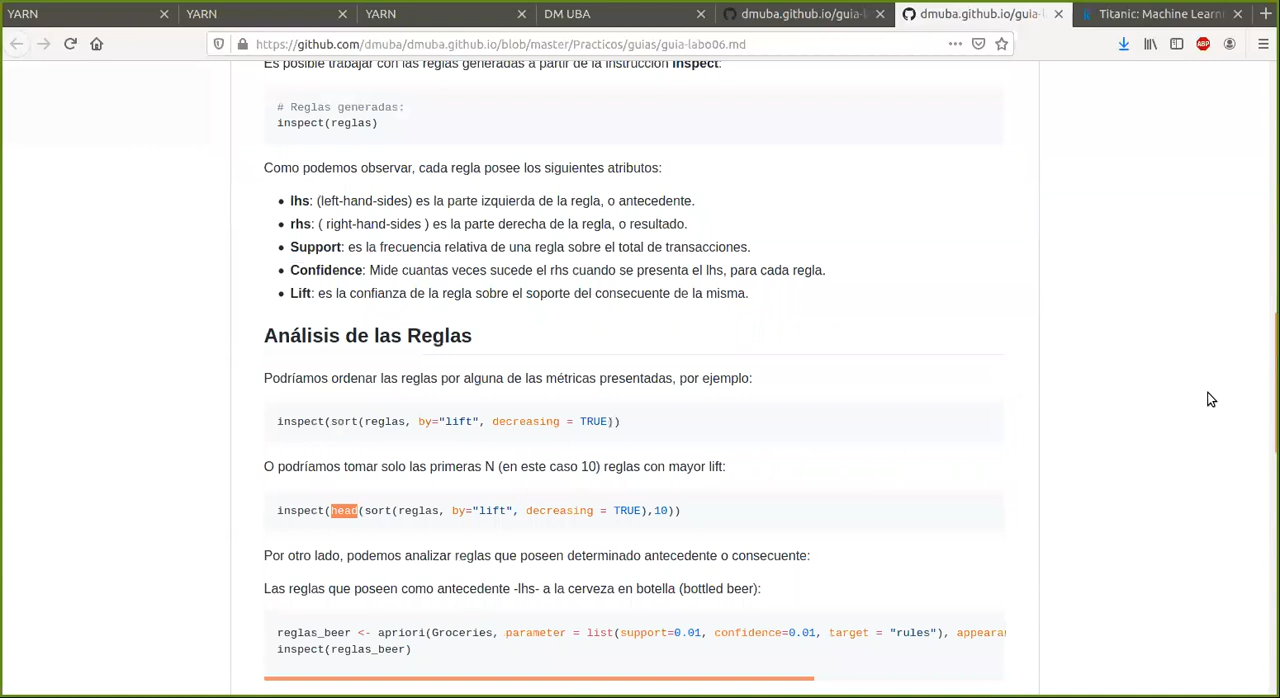 YARN
YARN
YARN
DM UBA
dmuba.github.io/guia-l
dmuba.github.io/guia-
Titanic: Machine Learni
https://github.com/dmuba/dmuba.github.io/blob/master/Practicos/guias/guia-labo06.md
Es posible trabajar con las reglas generadas a partir de la instrucción inspect:
# Reglas generadas:
inspect(reglas)
Como podemos observar, cada regla posee los siguientes atributos:
lhs: (left-hand-sides) es la parte izquierda de la regla, o antecedente.
rhs: ( right-hand-sides ) es la parte derecha de la regla, o resultado.
Support: es la frecuencia relativa de una regla sobre el total de transacciones.
Confidence: Mide cuantas veces sucede el rhs cuando se presenta el lhs, para cada regla.
Lift: es la confianza de la regla sobre el soporte del consecuente de la misma.
Análisis de las Reglas
Podríamos ordenar las reglas por alguna de las métricas presentadas, por ejemplo:
inspect(sort(reglas, by="lift", decreasing = TRUE))
O podríamos tomar solo las primeras N (en este caso 10) reglas con mayor lift:
inspect(head(sort(reglas, by="lift", decreasing = TRUE),10))
Por otro lado, podemos analizar reglas que poseen determinado antecedente o consecuente:
Las reglas que poseen como antecedente -lhs- a la cerveza en botella (bottled beer):
reglas_beer <- apriori(Groceries, parameter = list(support=0.01, confidence=0.01, target = "rules"), appearan
inspect(reglas_beer)